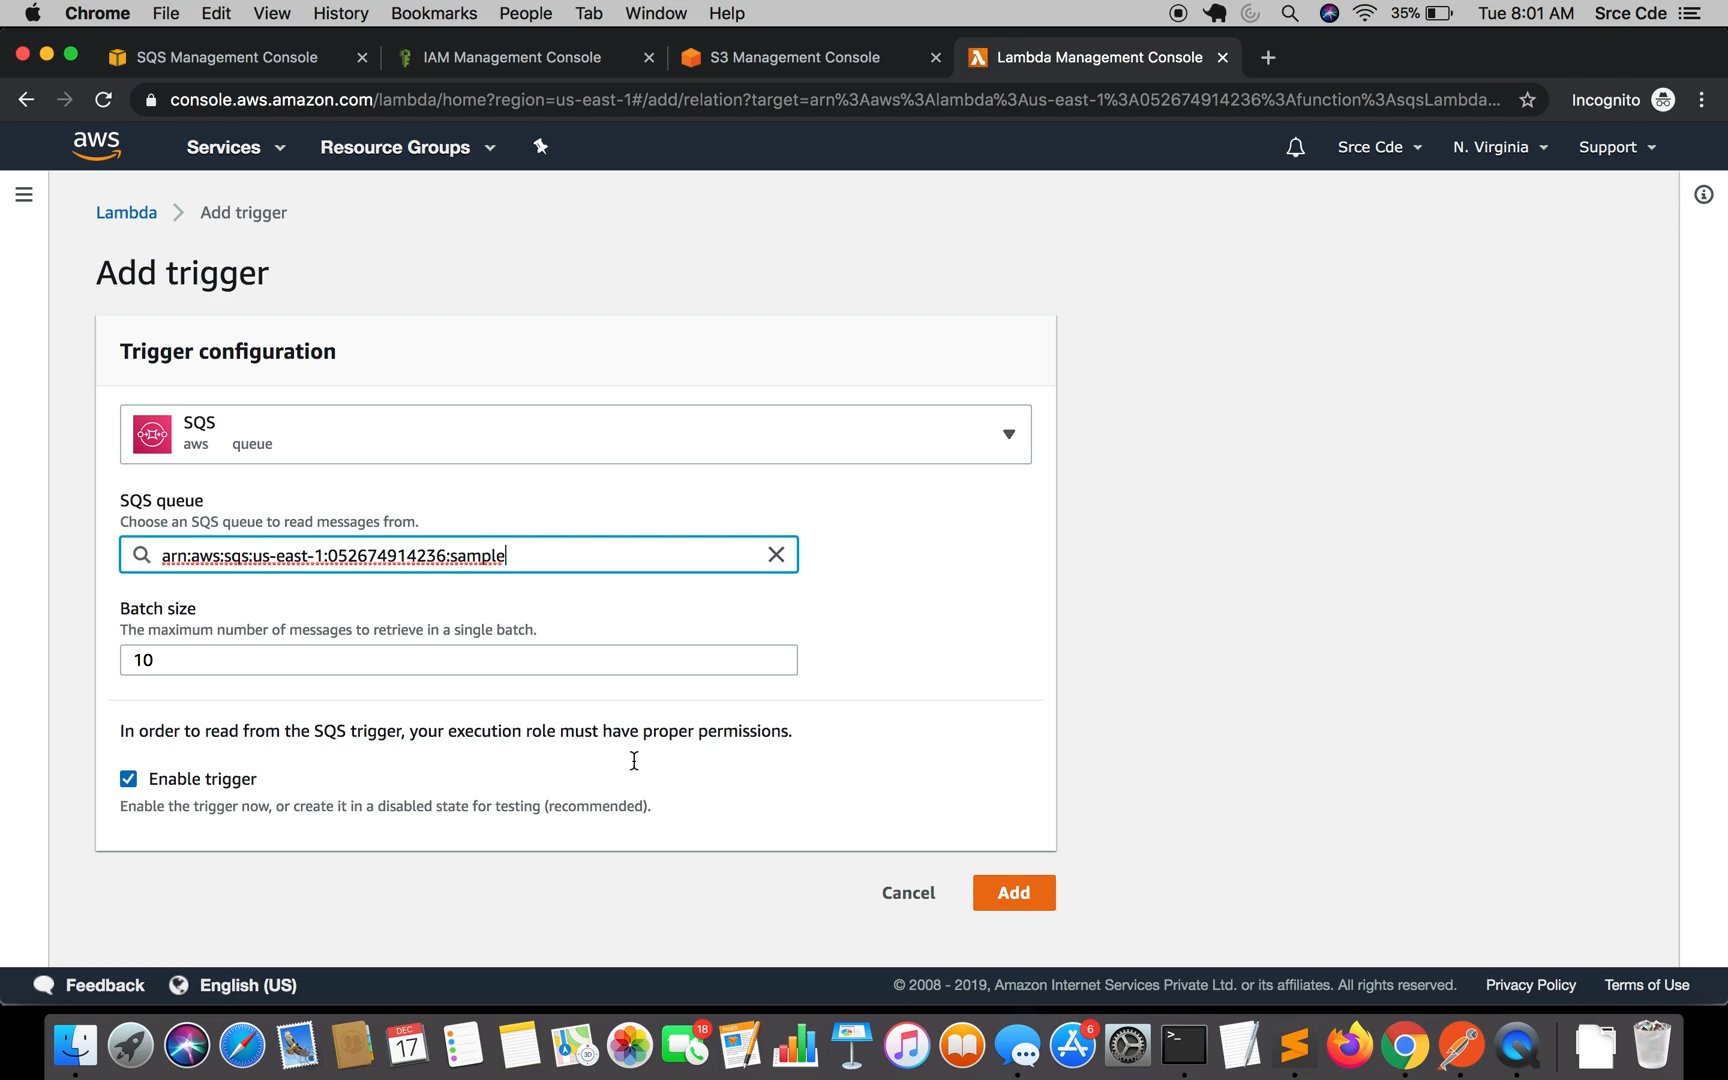 Chrome File Edit View History Bookmarks People Tab Window Help 35% Tue 8:01 AM Srce Cde
SQS Management Console IAM Management Console S3 Management Console Lambda Management Console
console.aws.amazon.com/lambda/home?region=us-east-1#/add/relation?target=arn%3Aaws%3Alambda%3Aus-east-1%3A052674914236%3Afunction%3AsqsLambda... Incognito
aws Services Resource Groups Srce Cde N. Virginia Support
Lambda Add trigger
Add trigger
Trigger configuration
SQS
aws queue
SQS queue
Choose an SQS queue to read messages from.
arn:aws:sqs:us-east-1:052674914236:sample
Batch size
The maximum number of messages to retrieve in a single batch.
10
In order to read from the SQS trigger, your execution role must have proper permissions.
Enable trigger
Enable the trigger now, or create it in a disabled state for testing (recommended).
Cancel Add
Feedback English (US) © 2008 - 2019, Amazon Internet Services Private Ltd. or its affiliates. All rights reserved. Privacy Policy Terms of Use
DEC
17
30
18
6
>_